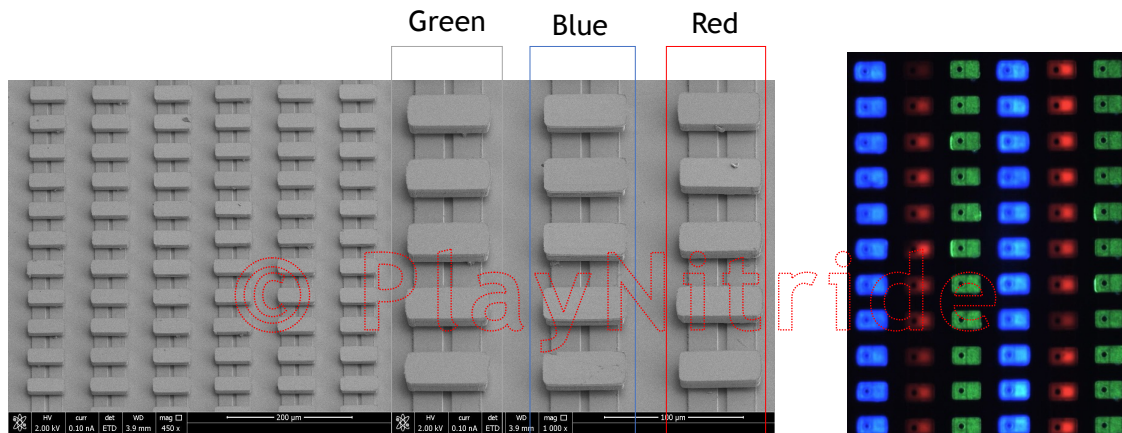 Green Blue Red
© PlayNitride
HV curr det WD mag □ 200 µm
2.00 kV 0.10 nA ETD 3.9 mm 450 x
HV curr det WD mag □ 100 µm
2.00 kV 0.10 nA ETD 3.9 mm 1 000 x